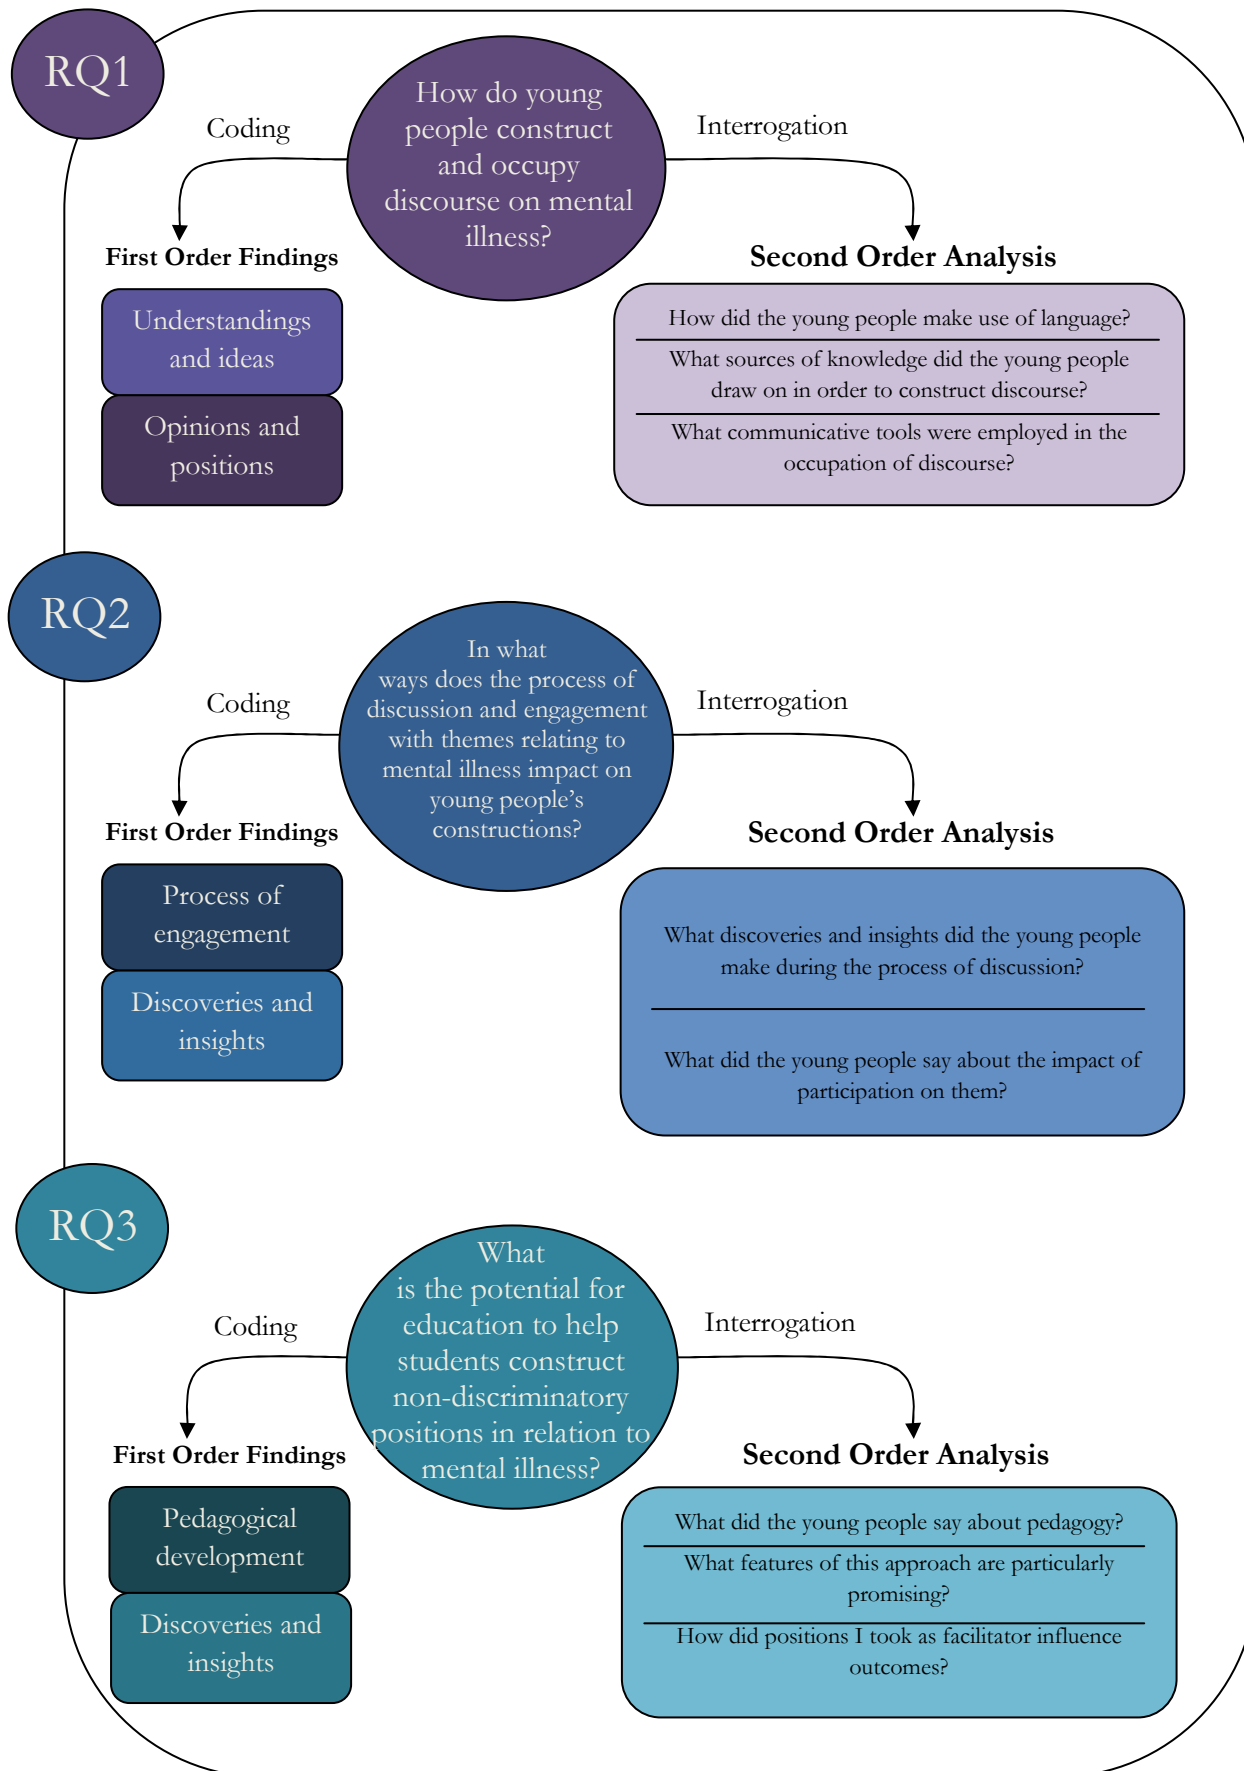 RQ1
How do young
people construct
and occupy
discourse on mental
illness?
Coding
Interrogation
First Order Findings
Understandings
and ideas
Opinions and
positions
Second Order Analysis
How did the young people make use of language?
What sources of knowledge did the young people
draw on in order to construct discourse?
What communicative tools were employed in the
occupation of discourse?
RQ2
In what
ways does the process of
discussion and engagement
with themes relating to
mental illness impact on
young people’s
constructions?
Coding
Interrogation
First Order Findings
Process of
engagement
Discoveries and
insights
Second Order Analysis
What discoveries and insights did the young people
make during the process of discussion?
What did the young people say about the impact of
participation on them?
RQ3
What
is the potential for
education to help
students construct
non-discriminatory
positions in relation to
mental illness?
Coding
Interrogation
First Order Findings
Pedagogical
development
Discoveries and
insights
Second Order Analysis
What did the young people say about pedagogy?
What features of this approach are particularly
promising?
How did positions I took as facilitator influence
outcomes?